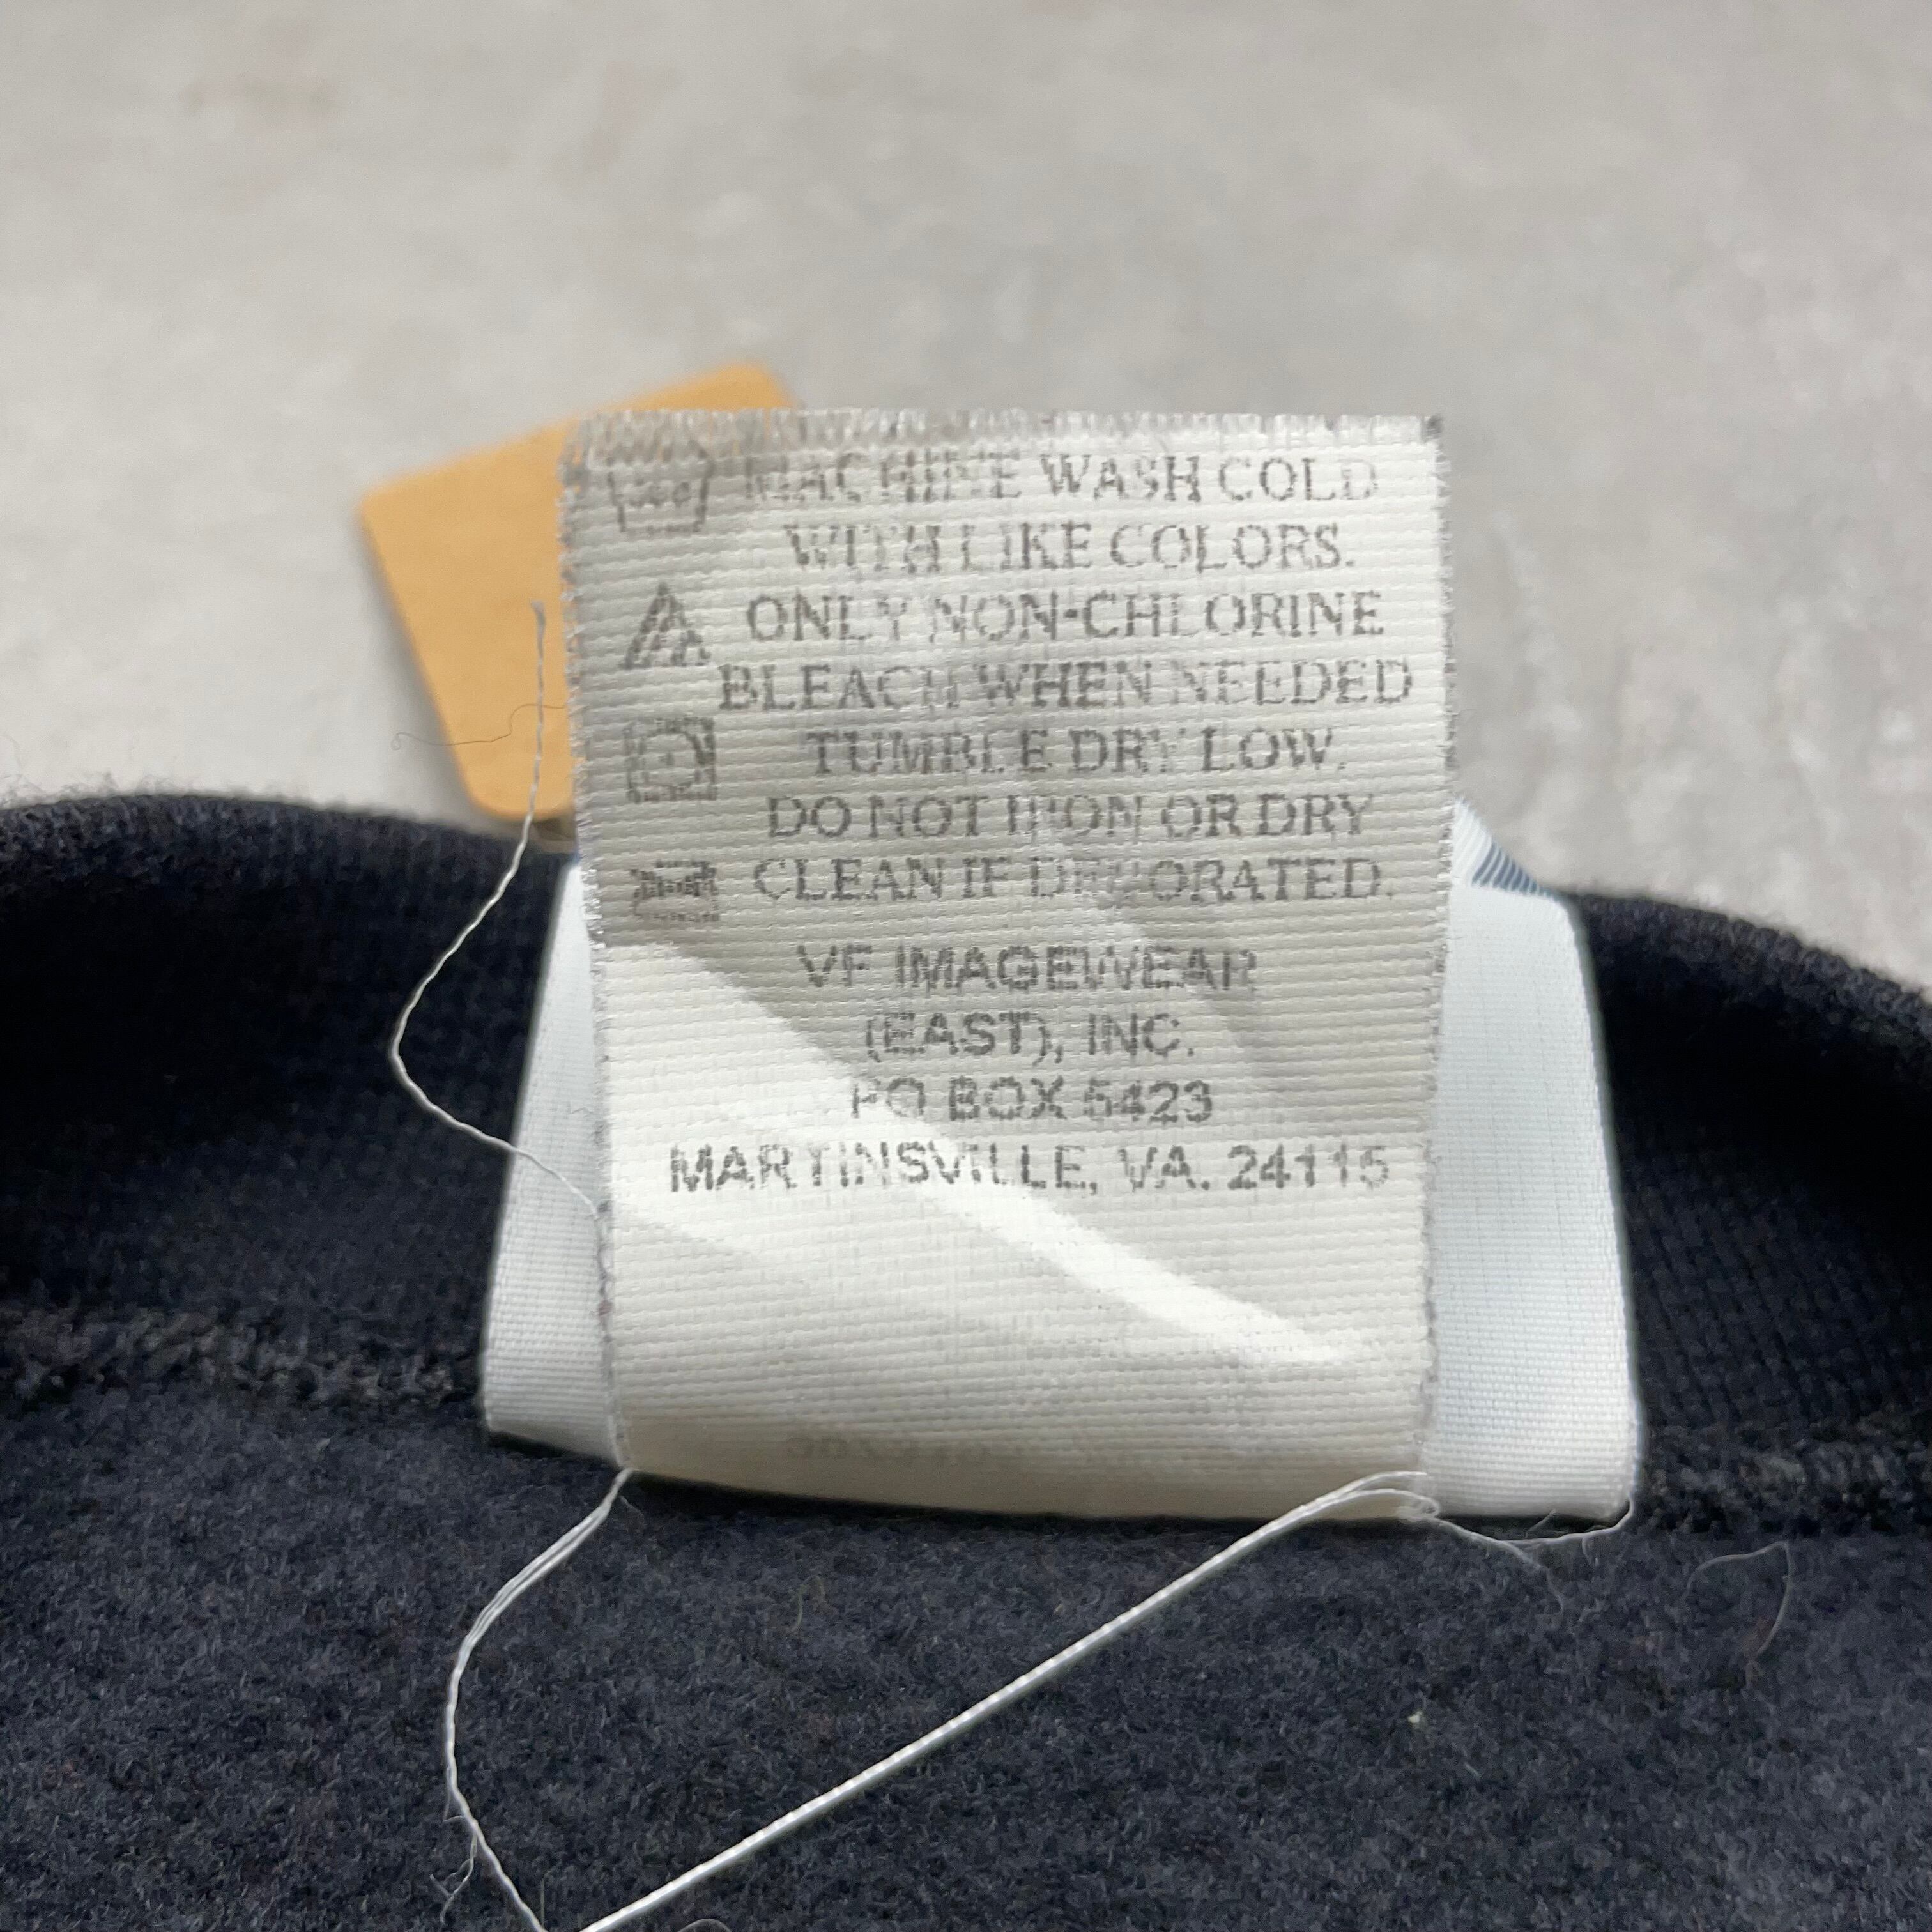 MACHINE WASH COLD
WITH LIKE COLORS.
ONLY NON-CHLORINE
BLEACH WHEN NEEDED
TUMBLE DRY LOW.
DO NOT IRON OR DRY
CLEAN IF DECORATED.
VF IMAGEWEAR
(EAST), INC.
PO BOX 5423
MARTINSVILLE, VA. 24115